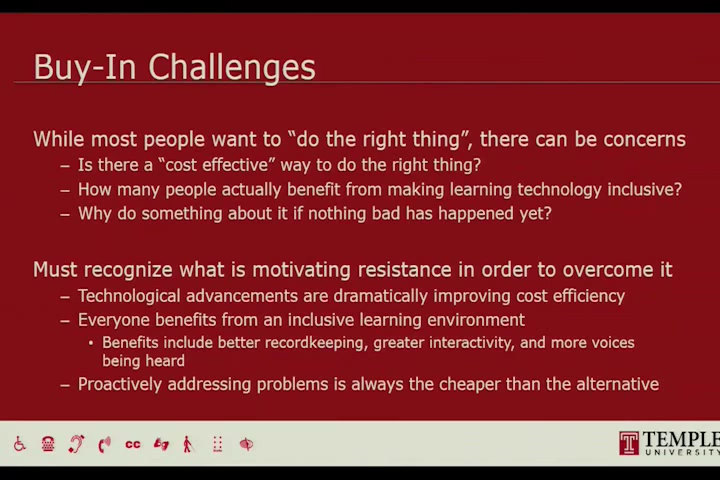 Buy-In Challenges
While most people want to “do the right thing”, there can be concerns
– Is there a “cost effective” way to do the right thing?
– How many people actually benefit from making learning technology inclusive?
– Why do something about it if nothing bad has happened yet?
Must recognize what is motivating resistance in order to overcome it
– Technological advancements are dramatically improving cost efficiency
– Everyone benefits from an inclusive learning environment
• Benefits include better recordkeeping, greater interactivity, and more voices
being heard
– Proactively addressing problems is always the cheaper than the alternative
CC
T TEMPLE
UNIVERSITY